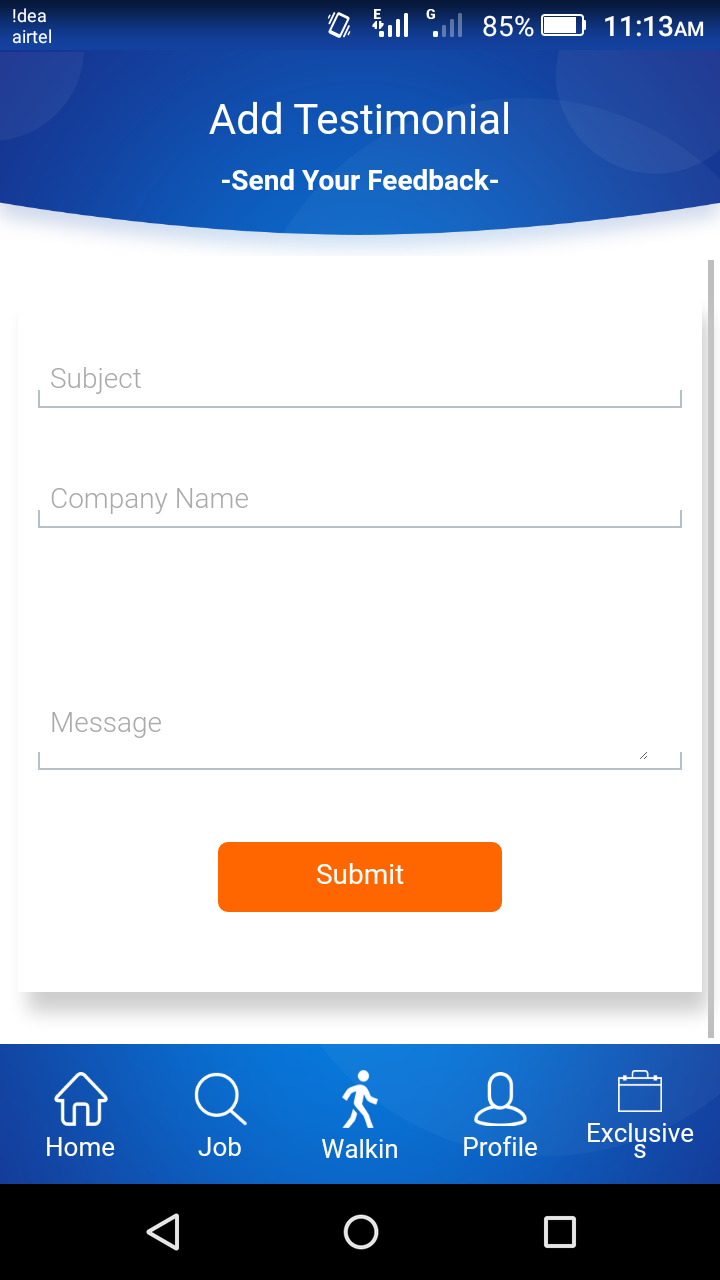 !dea
airtel
E
G
85%
11:13AM
Add Testimonial
-Send Your Feedback-
Subject
Company Name
Message
Submit
Home
Job
Walkin
Profile
Exclusive
s